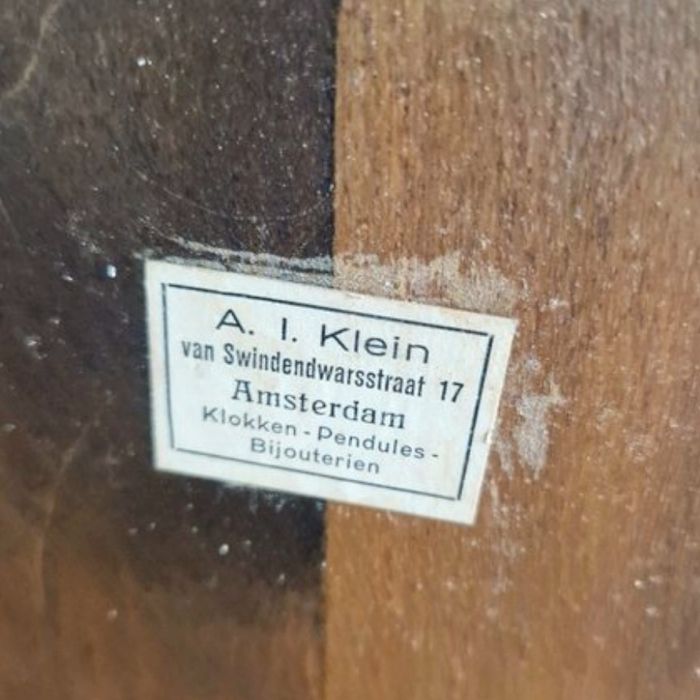 A. I. Klein
van Swindendwarsstraat 17
Amsterdam
Klokken - Pendules -
Bijouterien